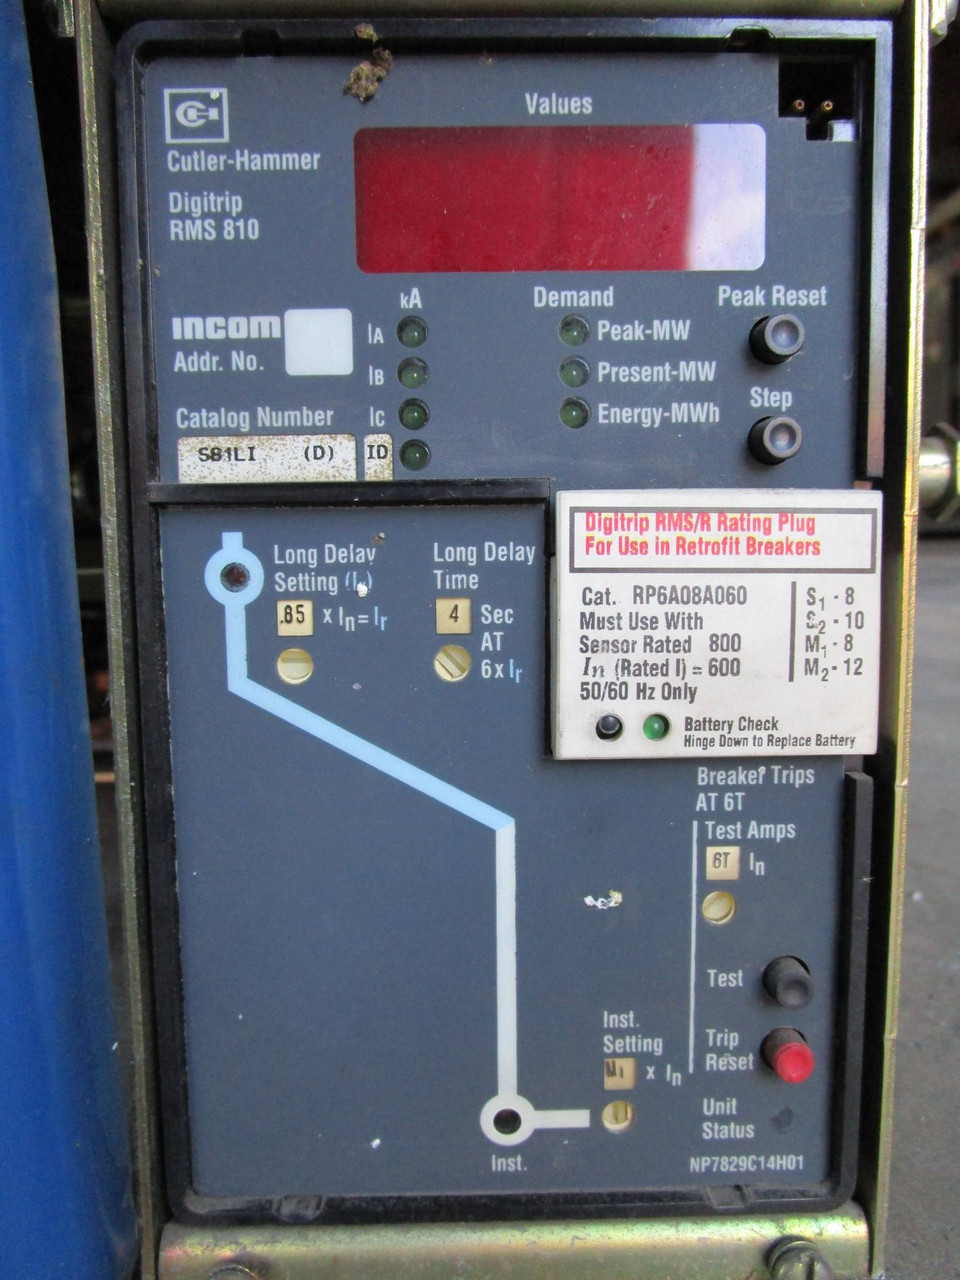 Values
Cutler-Hammer
Digitrip
RMS 810
kA
Demand
Peak Reset
INCOM
Addr. No.
IA
Peak-MW
IB
Present-MW
Step
Catalog Number
IC
Energy-MWh
S81LI (D) ID
Long Delay
Setting (Ir)
.85 x In = Ir
Long Delay
Time
4 Sec
AT
6 x Ir
Digitrip RMS/R Rating Plug
For Use in Retrofit Breakers
Cat. RP6A08A060
Must Use With
Sensor Rated 800
In (Rated I) = 600
50/60 Hz Only
S1 - 8
S2 - 10
M1 - 8
M2 - 12
Battery Check
Hinge Down to Replace Battery
Breaker Trips
AT 6T
Test Amps
6T In
Test
Inst.
Setting
M1 x In
Trip
Reset
Unit
Status
Inst.
NP7829C14H01